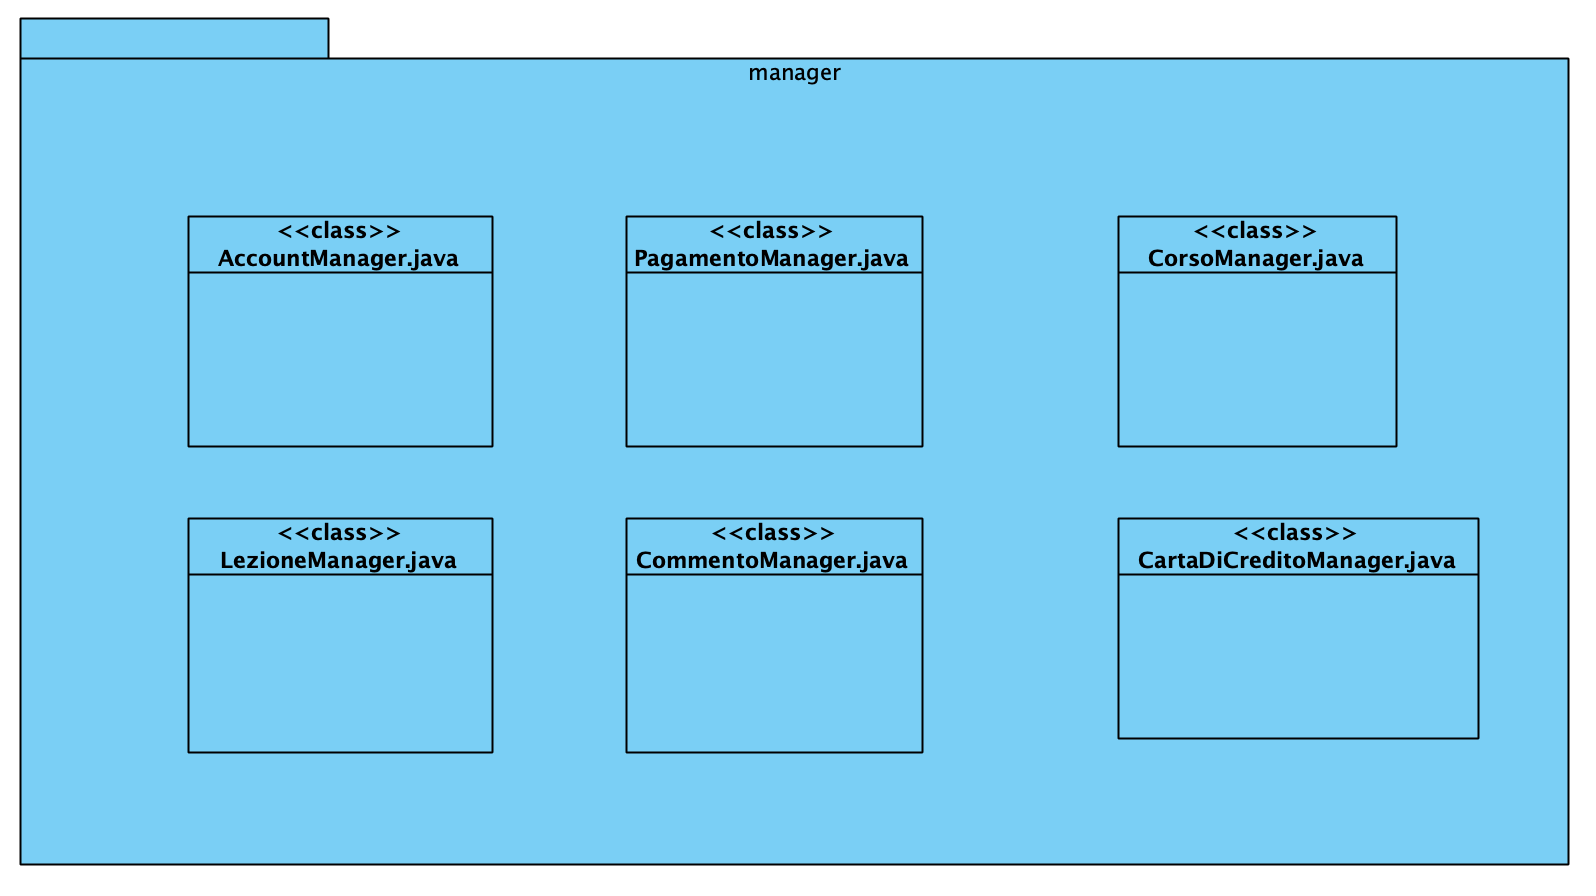 manager
<<class>>
AccountManager.java
<<class>>
PagamentoManager.java
<<class>>
CorsoManager.java
<<class>>
LezioneManager.java
<<class>>
CommentoManager.java
<<class>>
CartaDiCreditoManager.java